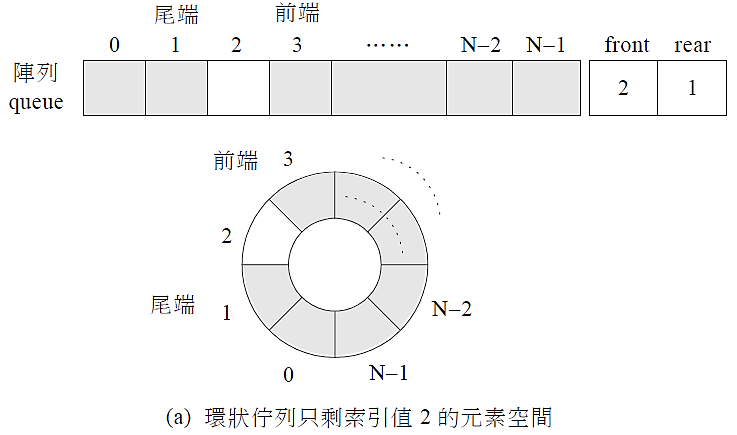 尾端 前端
0 1 2 3 …… N–2 N–1 front rear
陣列
queue
2 1
前端 3
2
尾端 1
N–2
0
N–1
(a) 環狀佇列只剩索引值 2 的元素空間